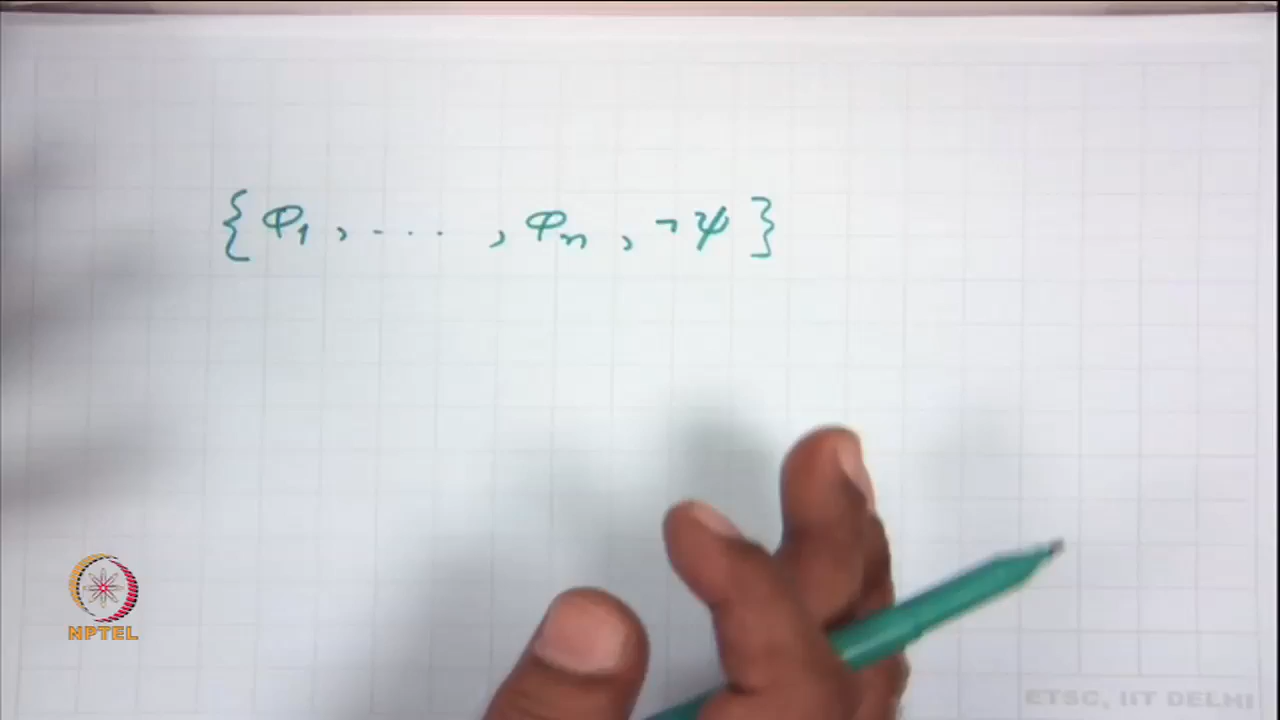 { φ₁, ...., φₙ, ¬ψ }
NPTEL
ETSC, IIT DELHI